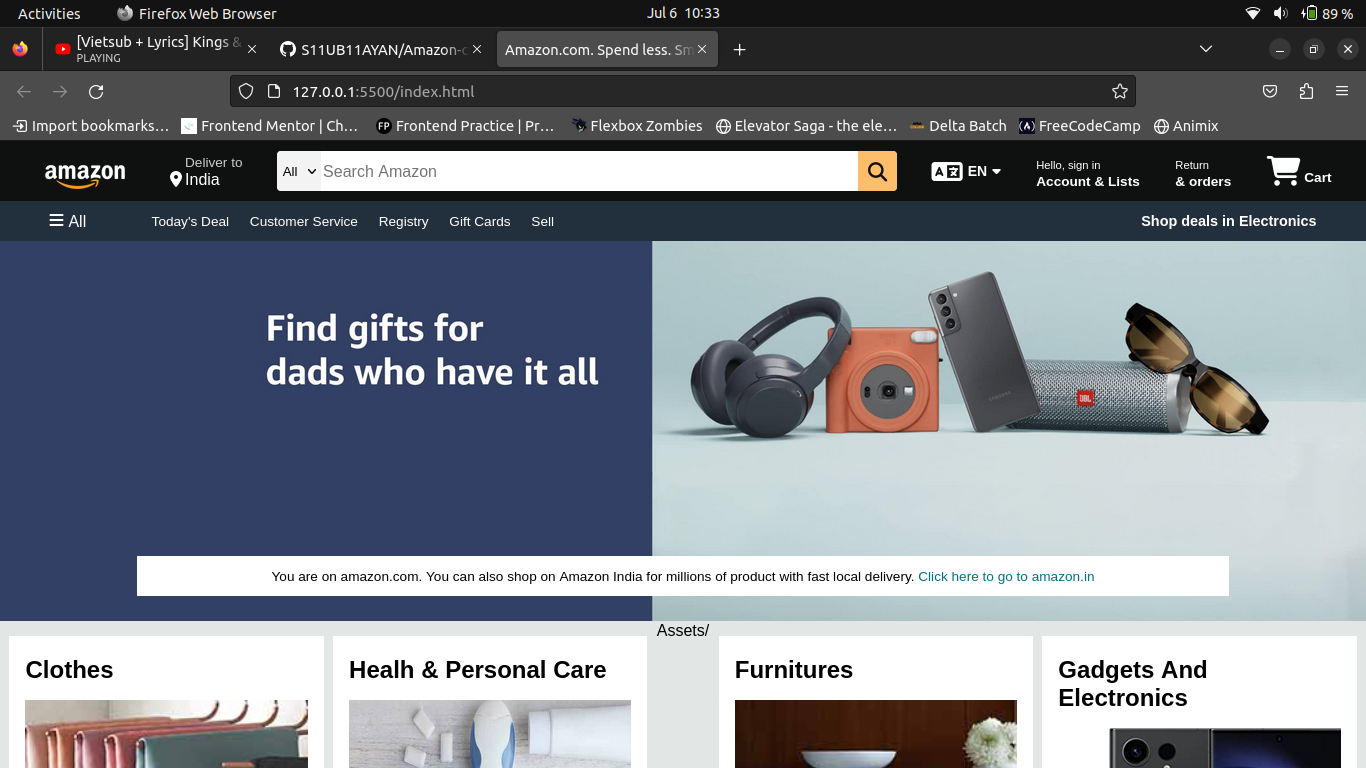 Activities
Firefox Web Browser
Jul 6 10:33
89 %
[Vietsub + Lyrics] Kings &
PLAYING
S11UB11AYAN/Amazon-c
Amazon.com. Spend less. Sm
127.0.0.1:5500/index.html
Import bookmarks…
Frontend Mentor | Ch…
FP Frontend Practice | Pr…
Flexbox Zombies
Elevator Saga - the ele…
Delta Batch
FreeCodeCamp
Animix
amazon
Deliver to
India
All
Search Amazon
EN
Hello, sign in
Account & Lists
Return
& orders
Cart
All
Today's Deal
Customer Service
Registry
Gift Cards
Sell
Shop deals in Electronics
Find gifts for
dads who have it all
SAMSUNG
JBL
You are on amazon.com. You can also shop on Amazon India for millions of product with fast local delivery. Click here to go to amazon.in
Assets/
Clothes
Healh & Personal Care
Furnitures
Gadgets And
Electronics